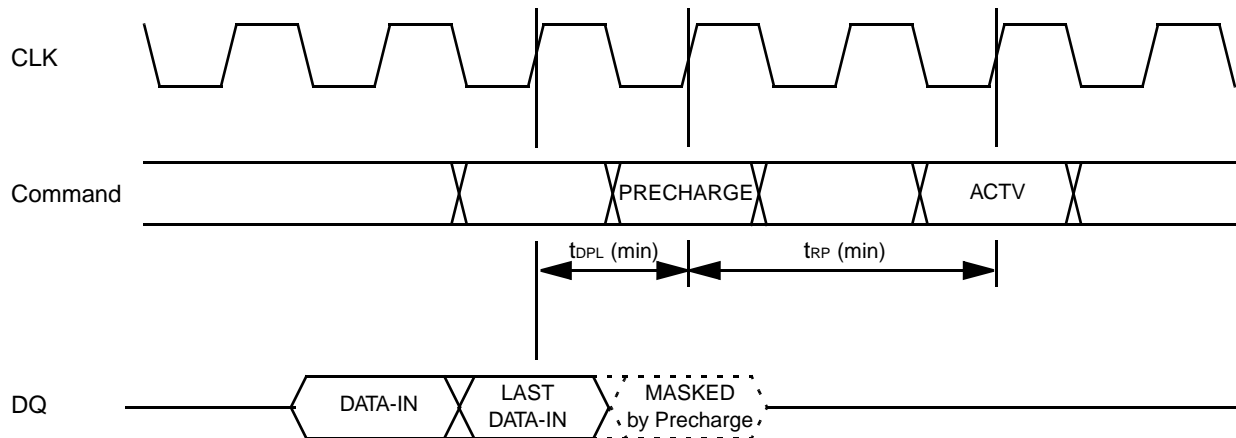 CLK
Command
PRECHARGE
ACTV
tDPL (min)
tRP (min)
DQ
DATA-IN
LAST
DATA-IN
MASKED
by Precharge